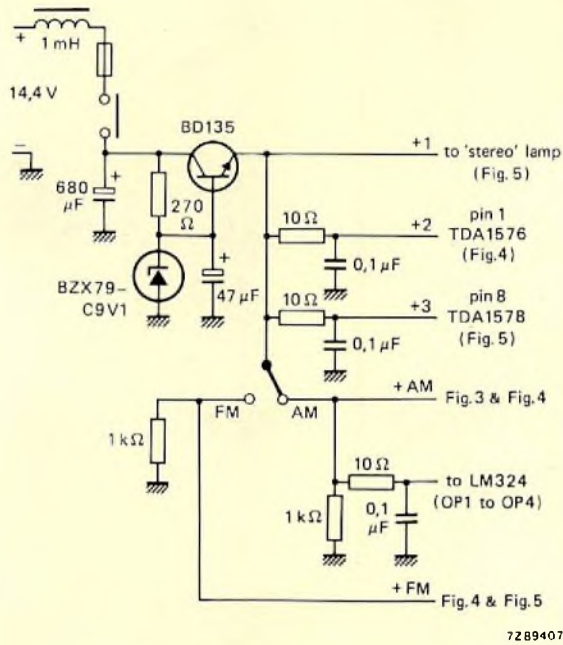 +
1 mH
14,4 V
−
680
μF
+
BD135
270
Ω
BZX79–
C9V1
+
47 μF
+1
to 'stereo' lamp
(Fig. 5)
10 Ω
+2
pin 1
TDA1576
(Fig.4)
0,1 μF
10 Ω
+3
pin 8
TDA1578
(Fig.5)
0,1 μF
FM
AM
+ AM
Fig.3 & Fig.4
1 kΩ
10 Ω
to LM324
(OP1 to OP4)
1 kΩ
0,1
μF
+ FM
Fig.4 & Fig.5
7289407